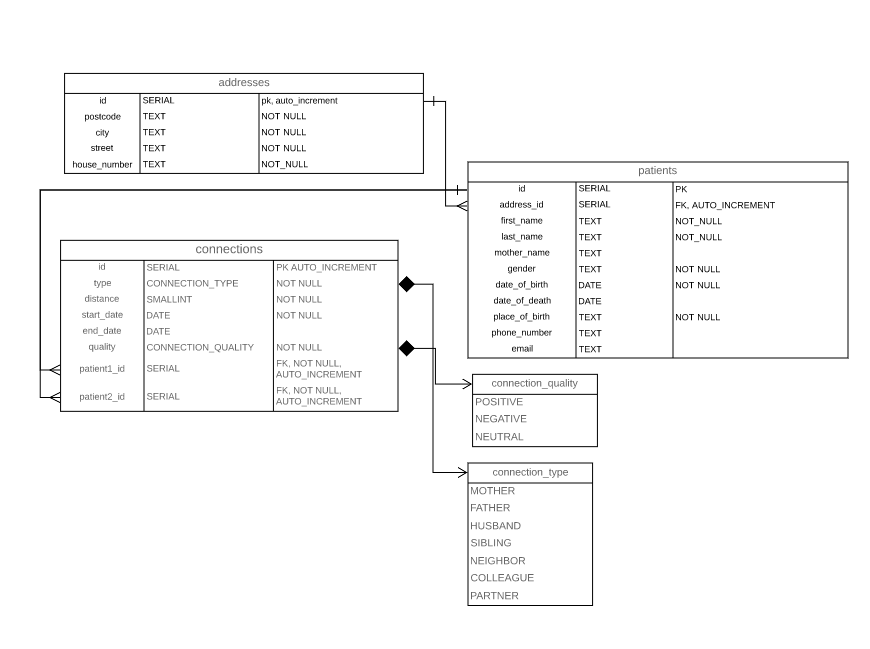 addresses
id SERIAL pk, auto_increment
postcode TEXT NOT NULL
city TEXT NOT NULL
street TEXT NOT NULL
house_number TEXT NOT_NULL
patients
id SERIAL PK
address_id SERIAL FK, AUTO_INCREMENT
first_name TEXT NOT_NULL
last_name TEXT NOT_NULL
mother_name TEXT
gender TEXT NOT NULL
date_of_birth DATE NOT NULL
date_of_death DATE
place_of_birth TEXT NOT NULL
phone_number TEXT
email TEXT
connections
id SERIAL PK AUTO_INCREMENT
type CONNECTION_TYPE NOT NULL
distance SMALLINT NOT NULL
start_date DATE NOT NULL
end_date DATE
quality CONNECTION_QUALITY NOT NULL
patient1_id SERIAL FK, NOT NULL,
AUTO_INCREMENT
patient2_id SERIAL FK, NOT NULL,
AUTO_INCREMENT
connection_quality
POSITIVE
NEGATIVE
NEUTRAL
connection_type
MOTHER
FATHER
HUSBAND
SIBLING
NEIGHBOR
COLLEAGUE
PARTNER